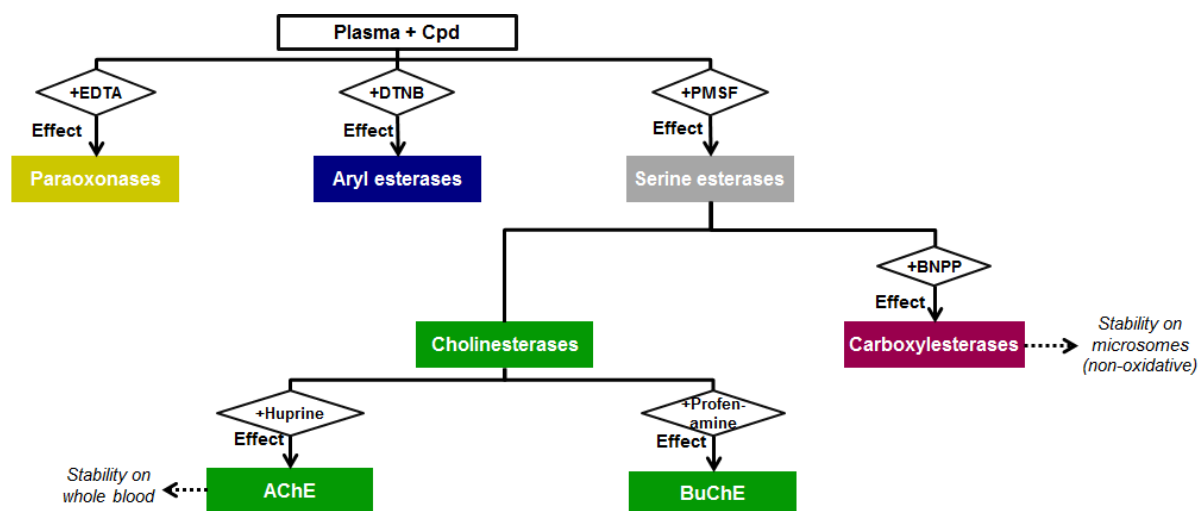 Plasma + Cpd
+EDTA
+DTNB
+PMSF
Effect
Effect
Effect
Paraoxonases
Aryl esterases
Serine esterases
+BNPP
Effect
Cholinesterases
Carboxylesterases
Stability on
microsomes
(non-oxidative)
+Huprine
+Profen-
amine
Effect
Effect
Stability on
whole blood
AChE
BuChE